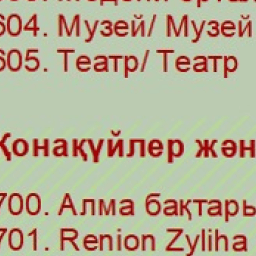 604. Музей/ Музей
605. Театр/ Театр
Қонақүйлер жән
700. Алма бақтары
701. Renion Zyliha